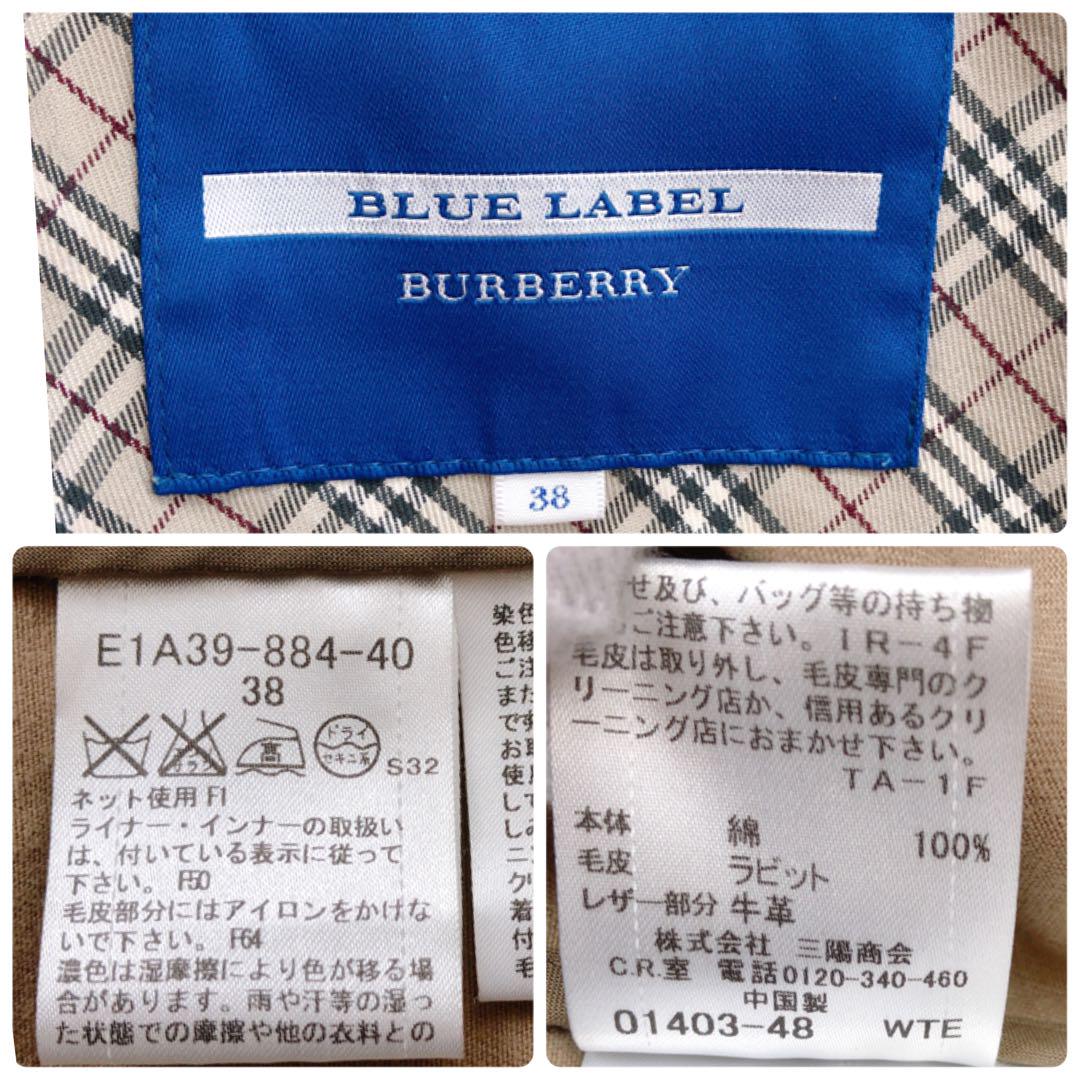 BLUE LABEL
BURBERRY
38
E1A39-884-40
38
高
ドライ
セキユ系
S32
ネット使用 F1
ライナー・インナーの取扱い
は、付いている表示に従って
下さい。 F50
毛皮部分にはアイロンをかけな
いで下さい。 F64
濃色は湿摩擦により色が移る場
合があります。雨や汗等の湿っ
た状態での摩擦や他の衣料との
染色
色移
ご注
また
です
お取
使用
して
しみ
ニン
ク
着
付
毛
せ及び、バッグ等の持ち物
ご注意下さい。IR-4F
毛皮は取り外し、毛皮専門のク
リーニング店か、信用あるクリ
ーニング店におまかせ下さい。
TA-1F
本体 綿 100%
毛皮 ラビット
レザー部分 牛革
株式会社 三陽商会
C.R.室 電話0120-340-460
中国製
01403-48 WTE